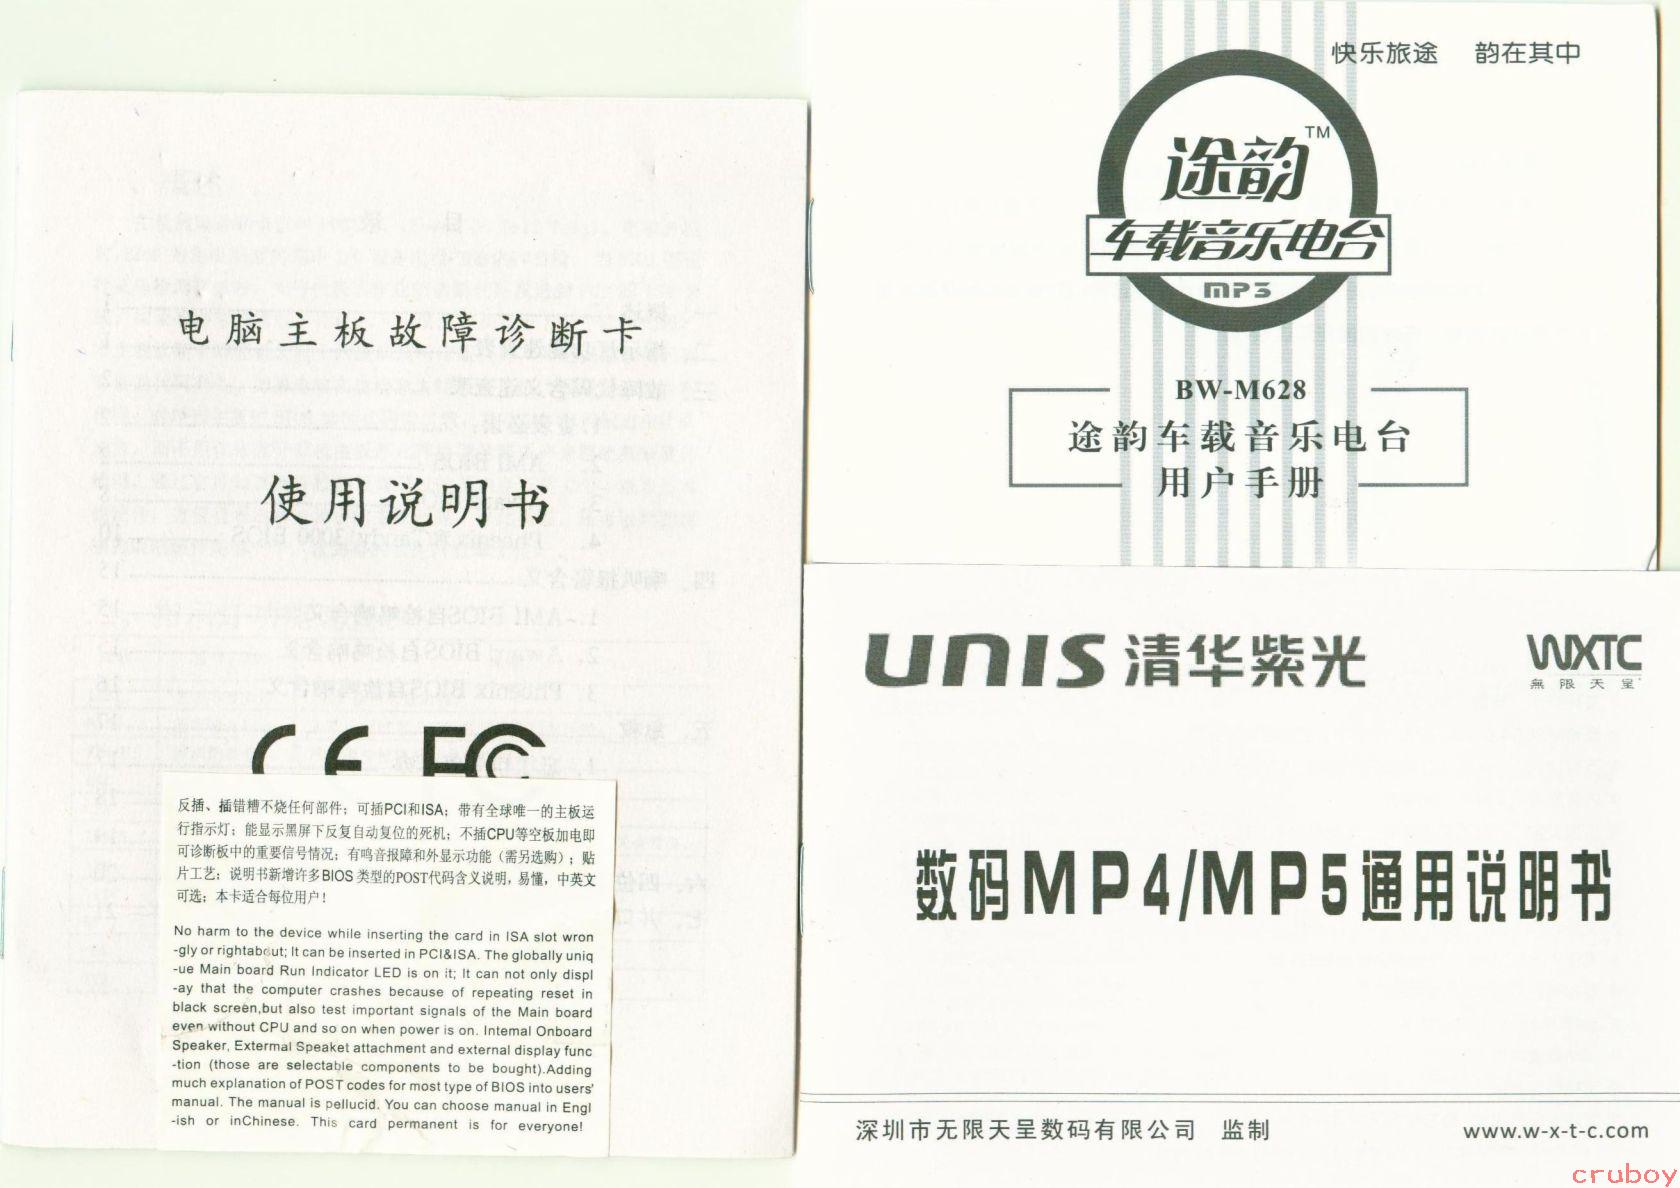 电脑主板故障诊断卡
使用说明书
CE FC
反插、插错槽不烧任何部件；可插PCI和ISA；带有全球唯一的主板运
行指示灯；能显示黑屏下反复自动复位的死机；不插CPU等空板加电即
可诊断板中的重要信号情况；有鸣音报障和外显示功能（需另选购）；贴
片工艺；说明书新增许多BIOS 类型的POST代码含义说明，易懂，中英文
可选；本卡适合每位用户！
No harm to the device while inserting the card in ISA slot wron
-gly or rightabout; It can be inserted in PCI&ISA. The globally uniq
-ue Main board Run Indicator LED is on it; It can not only displ
-ay that the computer crashes because of repeating reset in
black screen,but also test important signals of the Main board
even without CPU and so on when power is on. Intemal Onboard
Speaker, Extermal Speaket attachment and external display func
-tion (those are selectable components to be bought).Adding
much explanation of POST codes for most type of BIOS into users'
manual. The manual is pellucid. You can choose manual in Engl
-ish or inChinese. This card permanent is for everyone!
快乐旅途 韵在其中
途韵™
车载音乐电台
MP3
BW-M628
途韵车载音乐电台
用户手册
UNIS 清华紫光
WXTC
無限天呈
数码MP4/MP5通用说明书
深圳市无限天呈数码有限公司 监制
www.w-x-t-c.com
cruboy